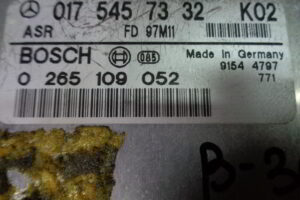 017 545 73 32 K02
ASR FD 97M11
BOSCH 085 Made in Germany
9154 4797
0 265 109 052 771
B-3